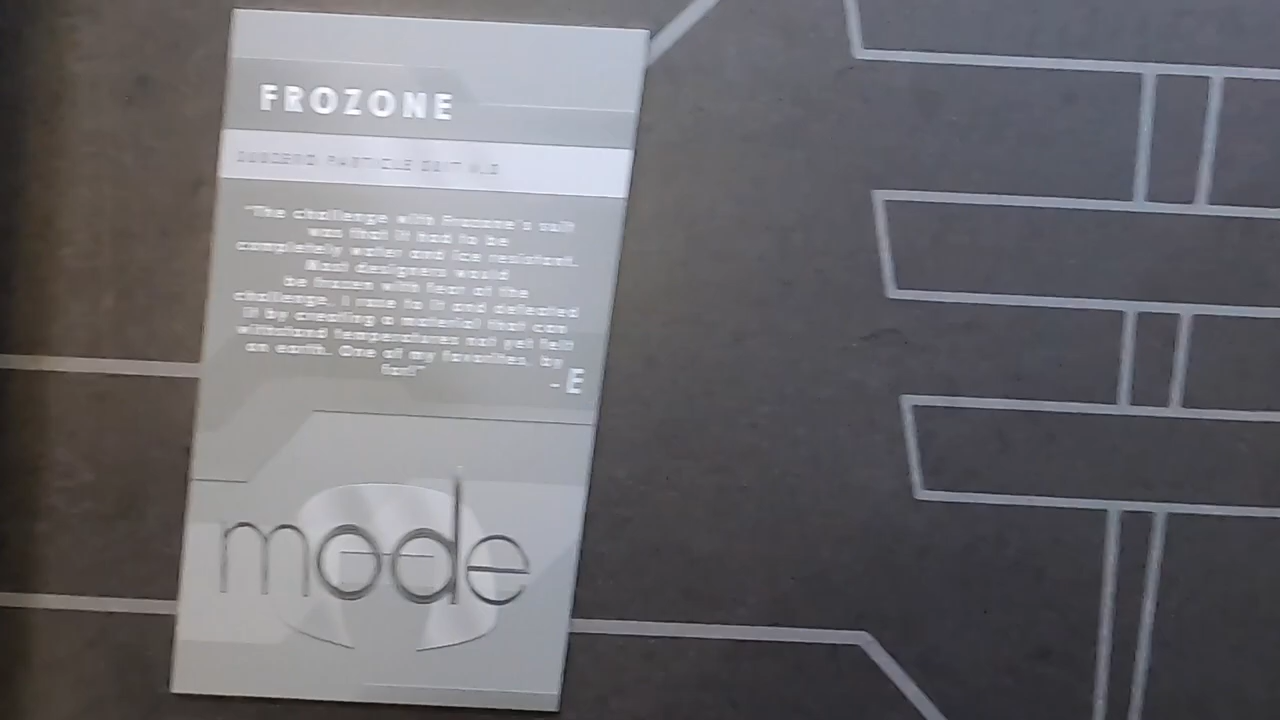 FROZONE
PARTICLE SUIT
"The challenge with Frozone's suit
was that it had to be
completely water and ice resistant.
Most designers would
be frozen with fear of the
challenge. I rose to it and defeated
it by creating a material that can
withstand temperatures not yet felt
on earth. One of my favorites, by
far!"
- E
mode